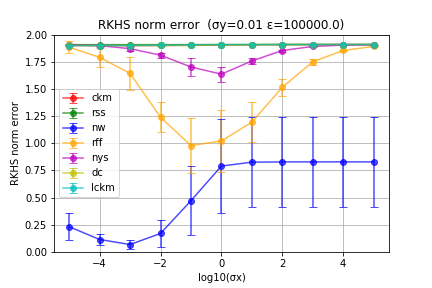 RKHS norm error  (σy=0.01 ε=100000.0)
2.00
1.75
1.50
1.25
1.00
0.75
0.50
0.25
0.00
RKHS norm error
ckm
rss
nw
rff
nys
dc
lckm
−4
−2
0
2
4
log10(σx)